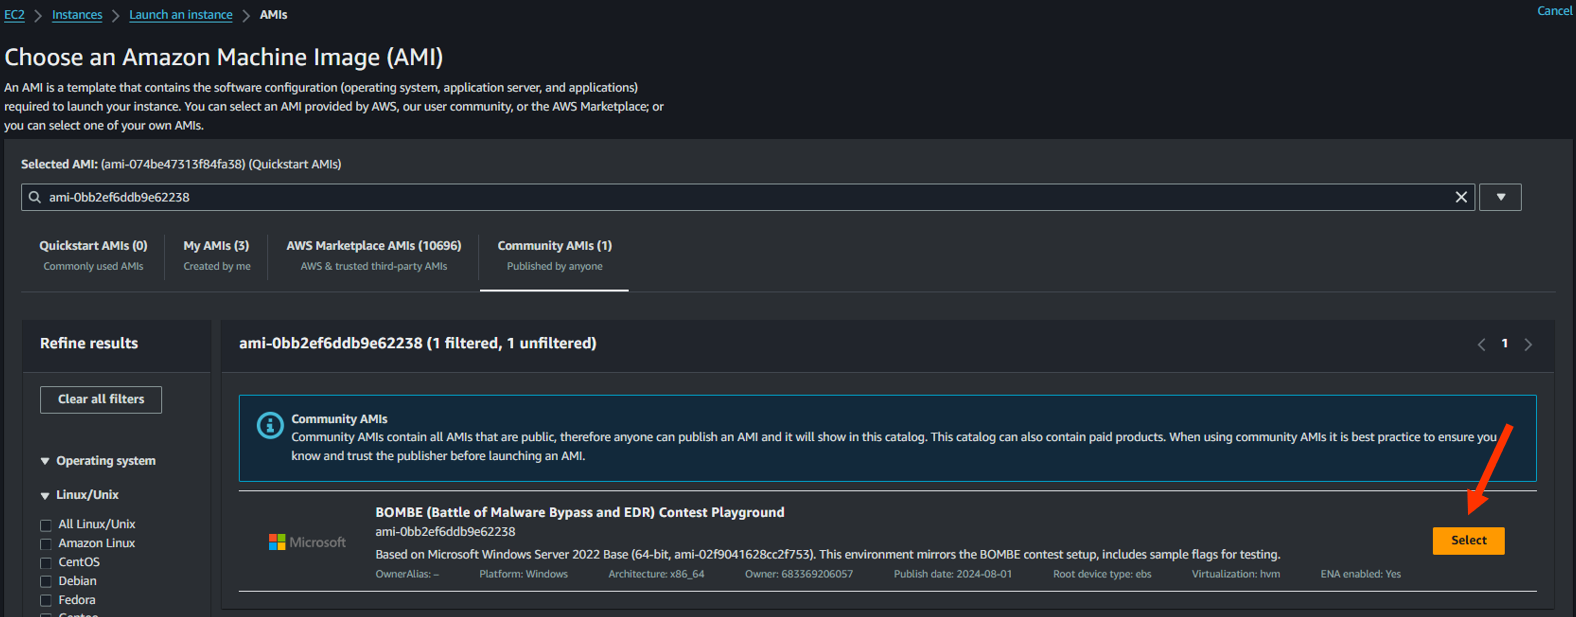 EC2 > Instances > Launch an instance > AMIs
Cancel
Choose an Amazon Machine Image (AMI)
An AMI is a template that contains the software configuration (operating system, application server, and applications)
required to launch your instance. You can select an AMI provided by AWS, our user community, or the AWS Marketplace; or
you can select one of your own AMIs.
Selected AMI: (ami-074be47313f84fa38) (Quickstart AMIs)
ami-0bb2ef6ddb9e62238
Quickstart AMIs (0)
Commonly used AMIs
My AMIs (3)
Created by me
AWS Marketplace AMIs (10696)
AWS & trusted third-party AMIs
Community AMIs (1)
Published by anyone
Refine results
Clear all filters
Operating system
Linux/Unix
All Linux/Unix
Amazon Linux
CentOS
Debian
Fedora
Gentoo
ami-0bb2ef6ddb9e62238 (1 filtered, 1 unfiltered)
1
Community AMIs
Community AMIs contain all AMIs that are public, therefore anyone can publish an AMI and it will show in this catalog. This catalog can also contain paid products. When using community AMIs it is best practice to ensure you
know and trust the publisher before launching an AMI.
Microsoft
BOMBE (Battle of Malware Bypass and EDR) Contest Playground
ami-0bb2ef6ddb9e62238
Based on Microsoft Windows Server 2022 Base (64-bit, ami-02f9041628cc2f753). This environment mirrors the BOMBE contest setup, includes sample flags for testing.
OwnerAlias: – Platform: Windows Architecture: x86_64 Owner: 683369206057 Publish date: 2024-08-01 Root device type: ebs Virtualization: hvm ENA enabled: Yes
Select